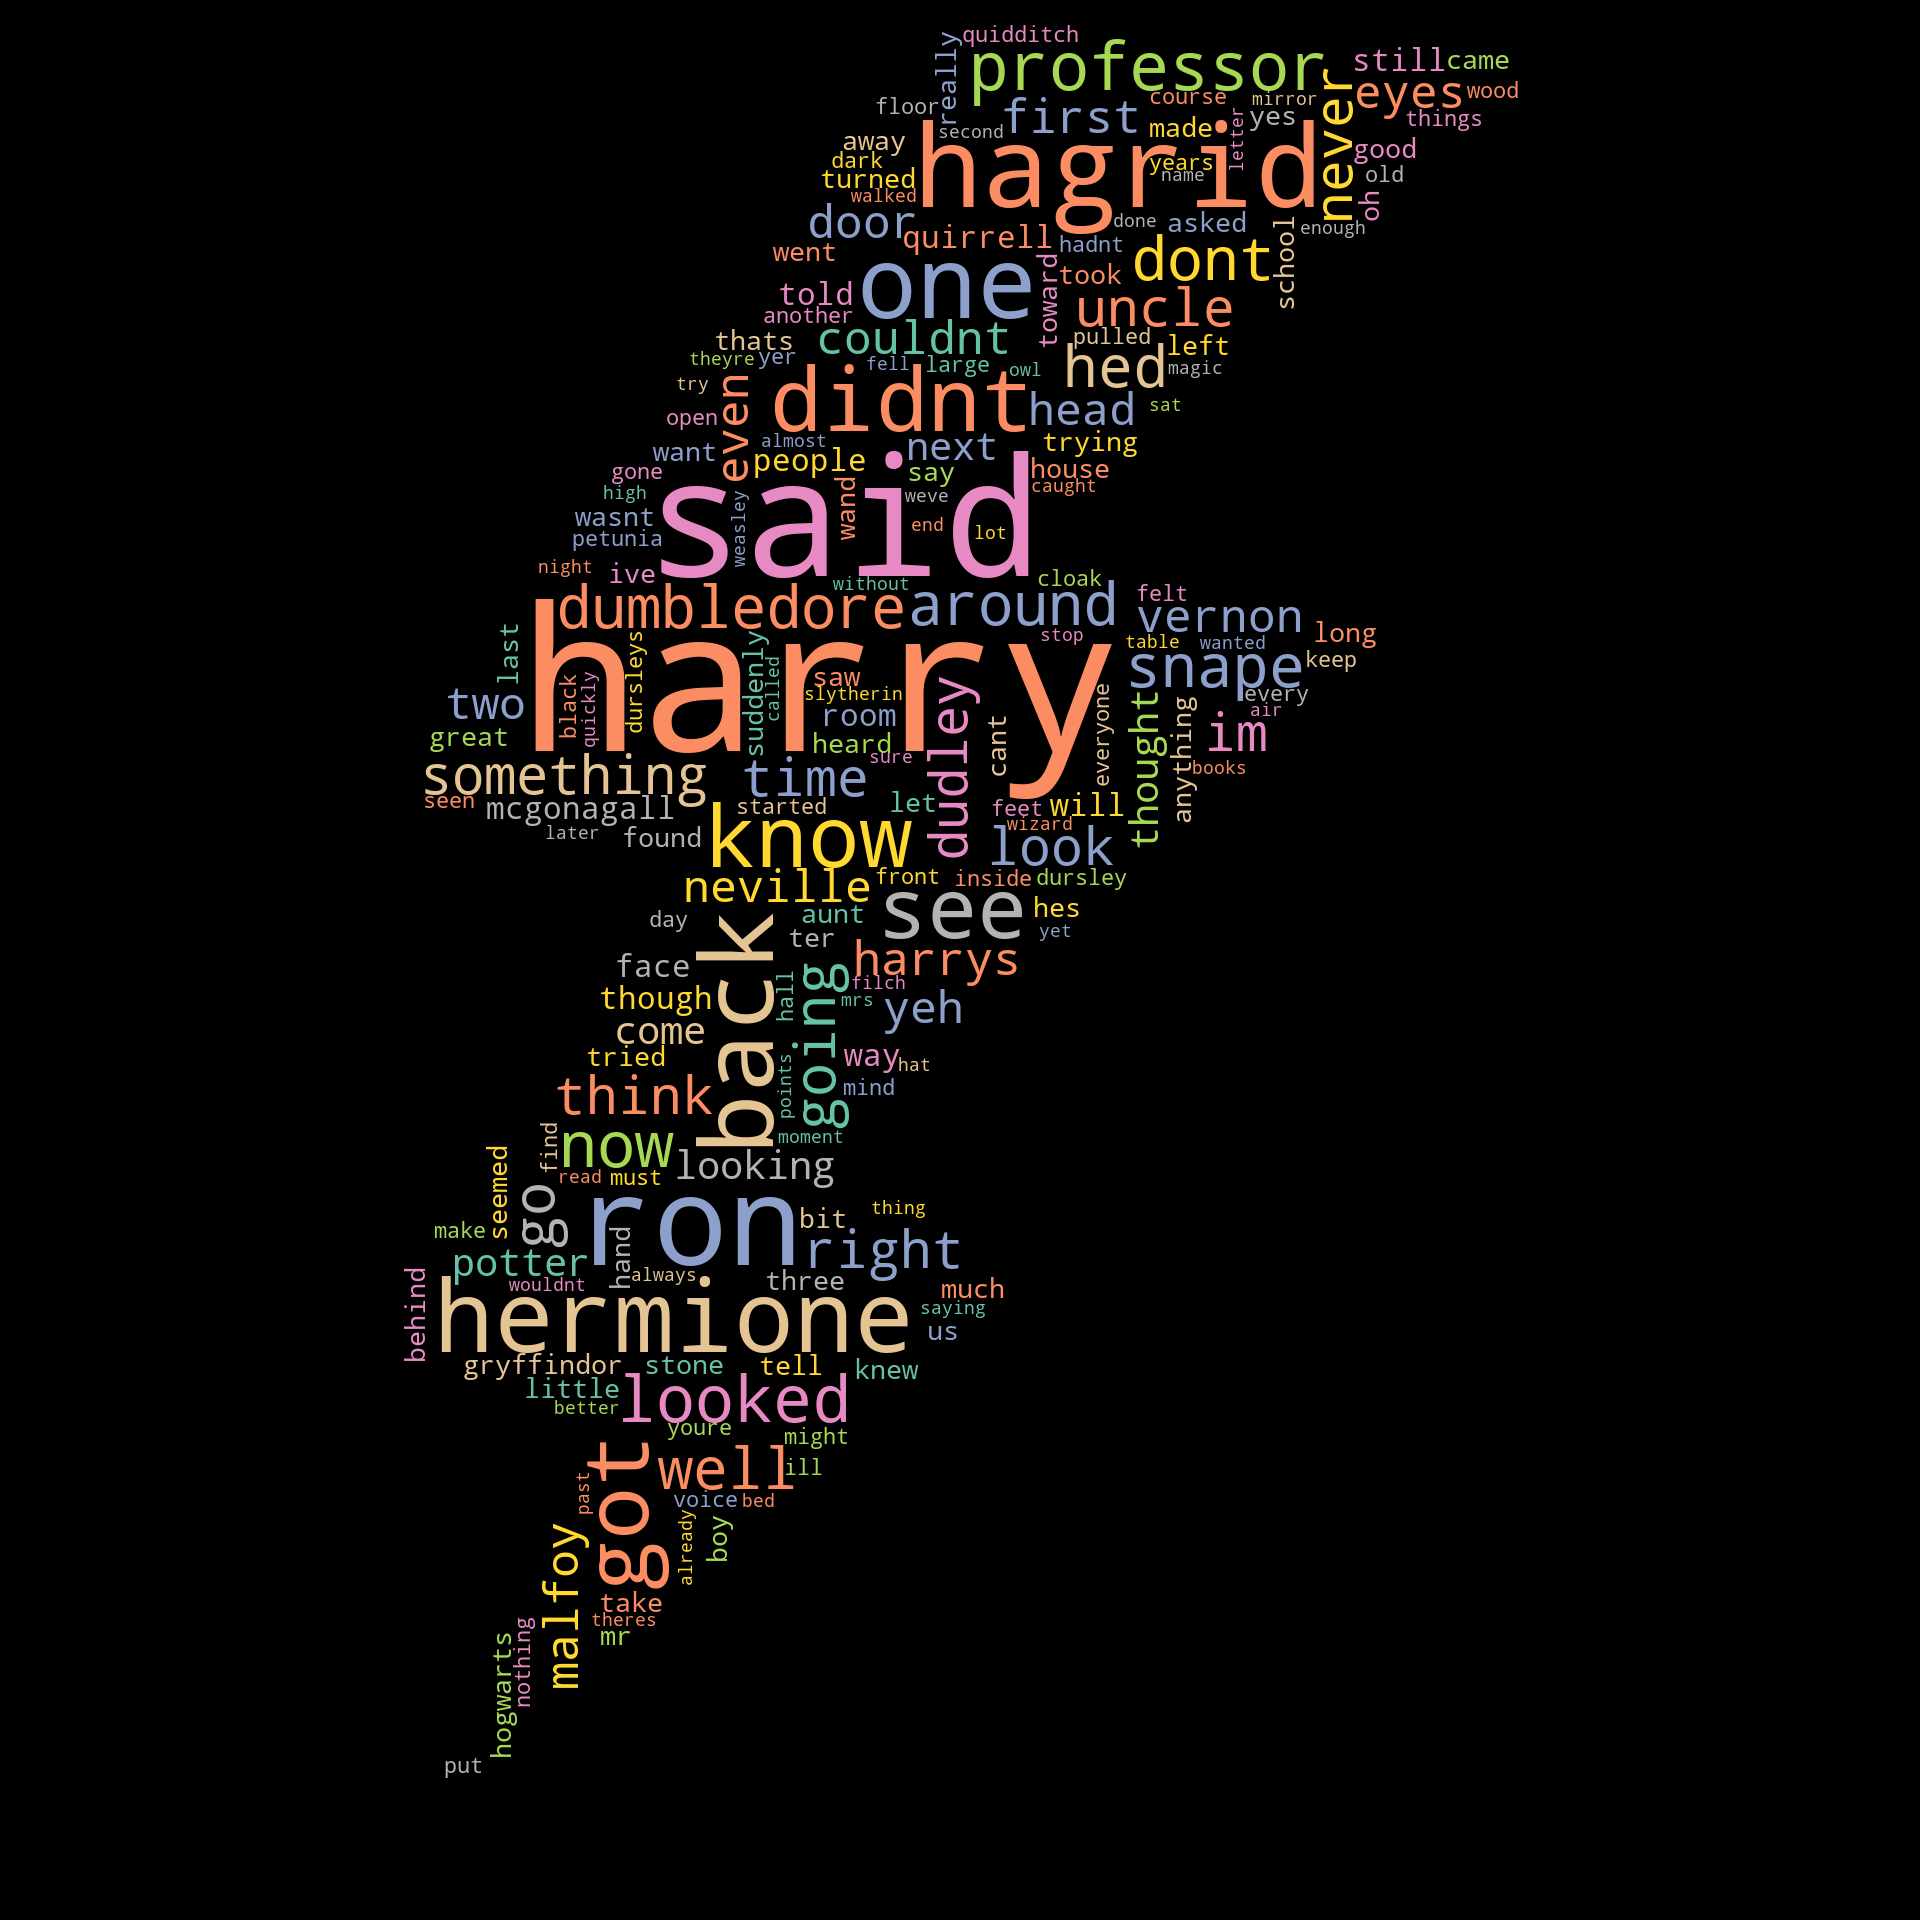 quidditch
really
professor
still
came
never
eyes
wood
floor
first
course
mirror
letter
yes
things
second
made
away
hagrid
good
dark
years
turned
name
old
walked
oh
door
done
asked
school
enough
quirrell
hadnt
dont
went
one
toward
took
told
uncle
another
couldnt
pulled
thats
left
theyre
yer
fell
large
owl
hed
magic
try
even
didnt
head
sat
open
almost
next
trying
want
people
gone
say
house
said
caught
high
wand
weve
wasnt
weasley
end
lot
petunia
night
ive
without
cloak
felt
dumbledore
around
vernon
harry
last
dursleys
suddenly
stop
table
wanted
long
snape
keep
black
quickly
called
saw
slytherin
dudley
every
two
room
cant
everyone
thought
anything
air
im
great
heard
sure
something
time
books
seen
mcgonagall
started
let
feet
will
later
found
know
wizard
look
neville
front
inside
dursley
day
aunt
see
hes
back
ter
yet
face
harrys
hall
going
filch
though
mrs
yeh
come
tried
way
hat
think
points
mind
now
moment
find
seemed
looking
read
must
go
ron
bit
thing
make
hand
right
potter
always
three
wouldnt
much
behind
hermione
saying
us
gryffindor
stone
tell
knew
little
looked
better
youre
might
got
well
ill
past
voice
bed
malfoy
already
boy
take
theres
mr
hogwarts
nothing
put